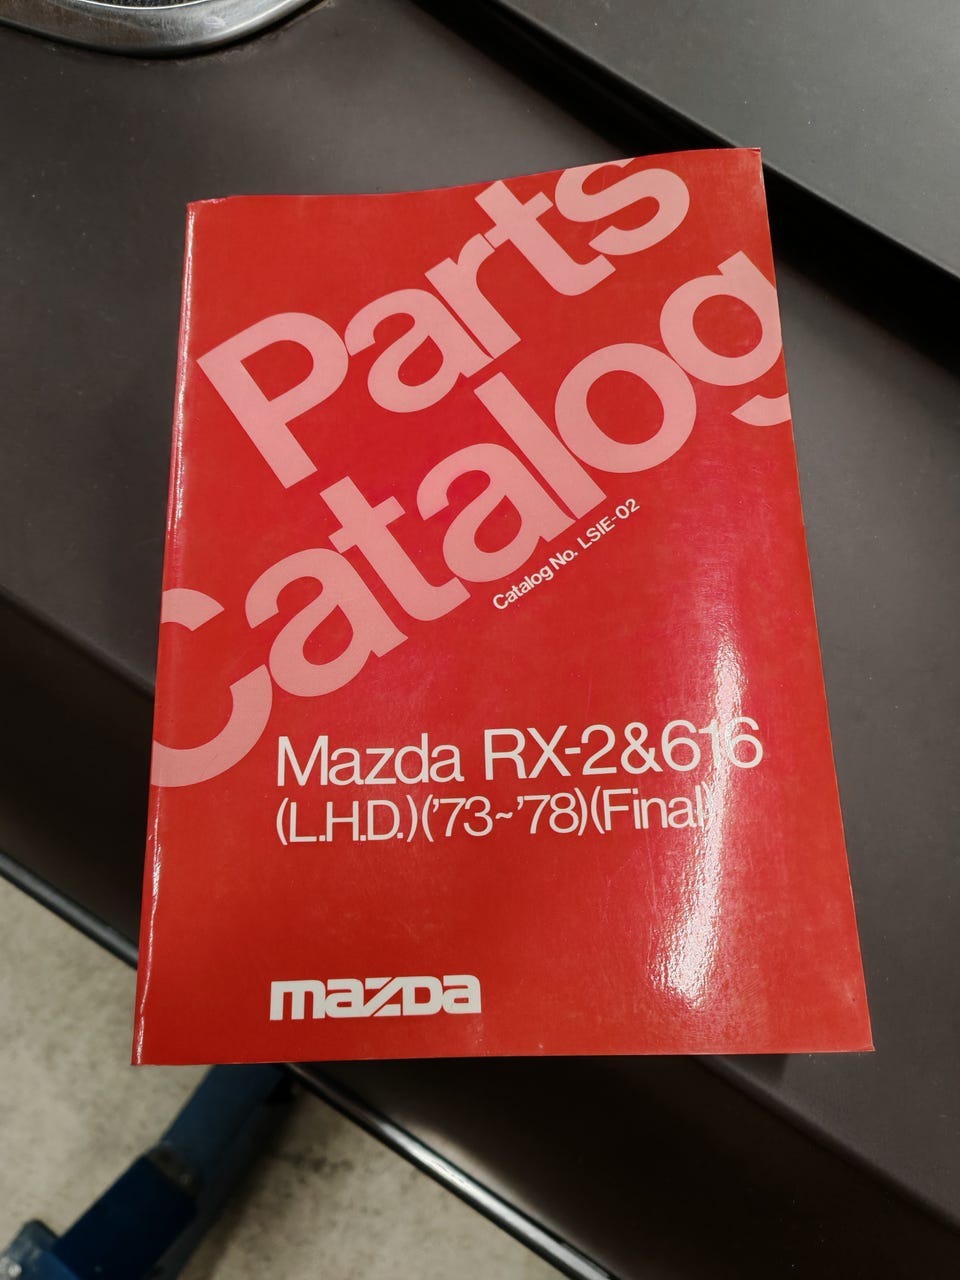 Parts
Catalog
Catalog No. LSIE-02
Mazda RX-2&616
(L.H.D.)('73~'78)(Final)
mazda